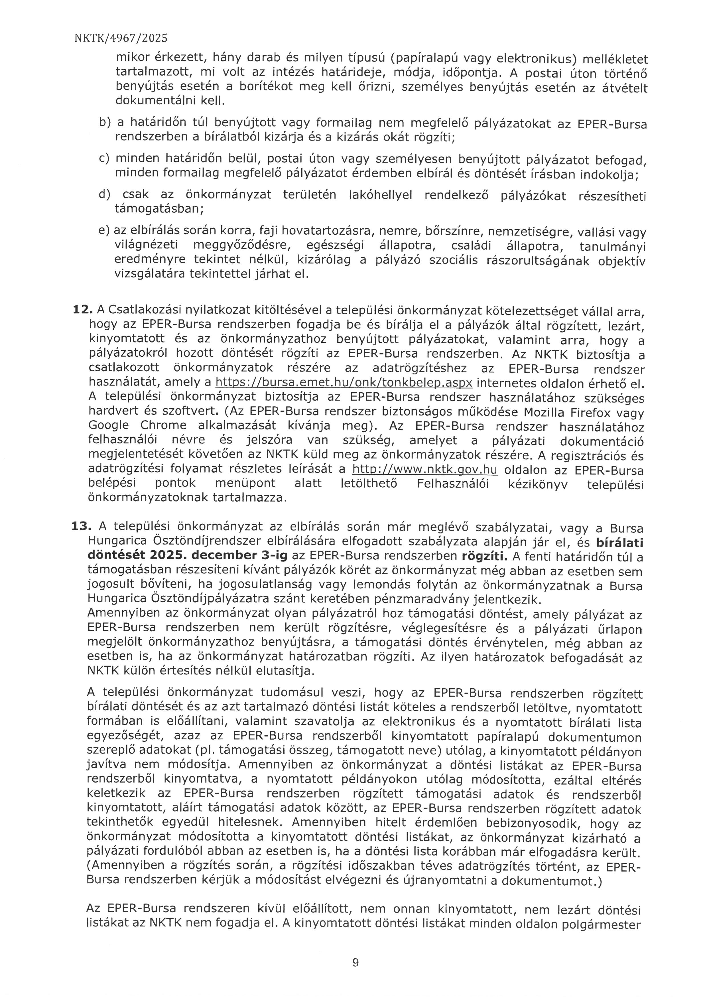 NKTK/4967/2025
mikor érkezett, hány darab és milyen típusú (papíralapú vagy elektronikus) mellékletet
tartalmazott, mi volt az intézés határideje, módja, időpontja. A postai úton történő
benyújtás esetén a borítékot meg kell őrizni, személyes benyújtás esetén az átvételt
dokumentálni kell.
b) a határidőn túl benyújtott vagy formailag nem megfelelő pályázatokat az EPER-Bursa
rendszerben a bírálatból kizárja és a kizárás okát rögzíti;
c) minden határidőn belül, postai úton vagy személyesen benyújtott pályázatot befogad,
minden formailag megfelelő pályázatot érdemben elbírál és döntését írásban indokolja;
d) csak az önkormányzat területén lakóhellyel rendelkező pályázókat részesítheti
támogatásban;
e) az elbírálás során korra, faji hovatartozásra, nemre, bőrszínre, nemzetiségre, vallási vagy
világnézeti meggyőződésre, egészségi állapotra, családi állapotra, tanulmányi
eredményre tekintet nélkül, kizárólag a pályázó szociális rászorultságának objektív
vizsgálatára tekintettel járhat el.
12. A Csatlakozási nyilatkozat kitöltésével a települési önkormányzat kötelezettséget vállal arra,
hogy az EPER-Bursa rendszerben fogadja be és bírálja el a pályázók által rögzített, lezárt,
kinyomtatott és az önkormányzathoz benyújtott pályázatokat, valamint arra, hogy a
pályázatokról hozott döntését rögzíti az EPER-Bursa rendszerben. Az NKTK biztosítja a
csatlakozott önkormányzatok részére az adatrögzítéshez az EPER-Bursa rendszer
használatát, amely a https://bursa.emet.hu/onk/tonkbelep.aspx internetes oldalon érhető el.
A települési önkormányzat biztosítja az EPER-Bursa rendszer használatához szükséges
hardvert és szoftvert. (Az EPER-Bursa rendszer biztonságos működése Mozilla Firefox vagy
Google Chrome alkalmazását kívánja meg). Az EPER-Bursa rendszer használatához
felhasználói névre és jelszóra van szükség, amelyet a pályázati dokumentáció
megjelentetését követően az NKTK küld meg az önkormányzatok részére. A regisztrációs és
adatrögzítési folyamat részletes leírását a http://www.nktk.gov.hu oldalon az EPER-Bursa
belépési pontok menüpont alatt letölthető Felhasználói kézikönyv települési
önkormányzatoknak tartalmazza.
13. A települési önkormányzat az elbírálás során már meglévő szabályzatai, vagy a Bursa
Hungarica Ösztöndíjrendszer elbírálására elfogadott szabályzata alapján jár el, és bírálati
döntését 2025. december 3-ig az EPER-Bursa rendszerben rögzíti. A fenti határidőn túl a
támogatásban részesíteni kívánt pályázók körét az önkormányzat még abban az esetben sem
jogosult bővíteni, ha jogosulatlanság vagy lemondás folytán az önkormányzatnak a Bursa
Hungarica Ösztöndíjpályázatra szánt keretében pénzmaradvány jelentkezik.
Amennyiben az önkormányzat olyan pályázatról hoz támogatási döntést, amely pályázat az
EPER-Bursa rendszerben nem került rögzítésre, véglegesítésre és a pályázati űrlapon
megjelölt önkormányzathoz benyújtásra, a támogatási döntés érvénytelen, még abban az
esetben is, ha az önkormányzat határozatban rögzíti. Az ilyen határozatok befogadását az
NKTK külön értesítés nélkül elutasítja.
A települési önkormányzat tudomásul veszi, hogy az EPER-Bursa rendszerben rögzített
bírálati döntését és az azt tartalmazó döntési listát köteles a rendszerből letöltve, nyomtatott
formában is előállítani, valamint szavatolja az elektronikus és a nyomtatott bírálati lista
egyezőségét, azaz az EPER-Bursa rendszerből kinyomtatott papíralapú dokumentumon
szereplő adatokat (pl. támogatási összeg, támogatott neve) utólag, a kinyomtatott példányon
javítva nem módosítja. Amennyiben az önkormányzat a döntési listákat az EPER-Bursa
rendszerből kinyomtatva, a nyomtatott példányokon utólag módosította, ezáltal eltérés
keletkezik az EPER-Bursa rendszerben rögzített támogatási adatok és rendszerből
kinyomtatott, aláírt támogatási adatok között, az EPER-Bursa rendszerben rögzített adatok
tekinthetők egyedül hitelesnek. Amennyiben hitelt érdemlően bebizonyosodik, hogy az
önkormányzat módosította a kinyomtatott döntési listákat, az önkormányzat kizárható a
pályázati fordulóból abban az esetben is, ha a döntési lista korábban már elfogadásra került.
(Amennyiben a rögzítés során, a rögzítési időszakban téves adatrögzítés történt, az EPER-
Bursa rendszerben kérjük a módosítást elvégezni és újranyomtatni a dokumentumot.)
Az EPER-Bursa rendszeren kívül előállított, nem onnan kinyomtatott, nem lezárt döntési
listákat az NKTK nem fogadja el. A kinyomtatott döntési listákat minden oldalon polgármester
9